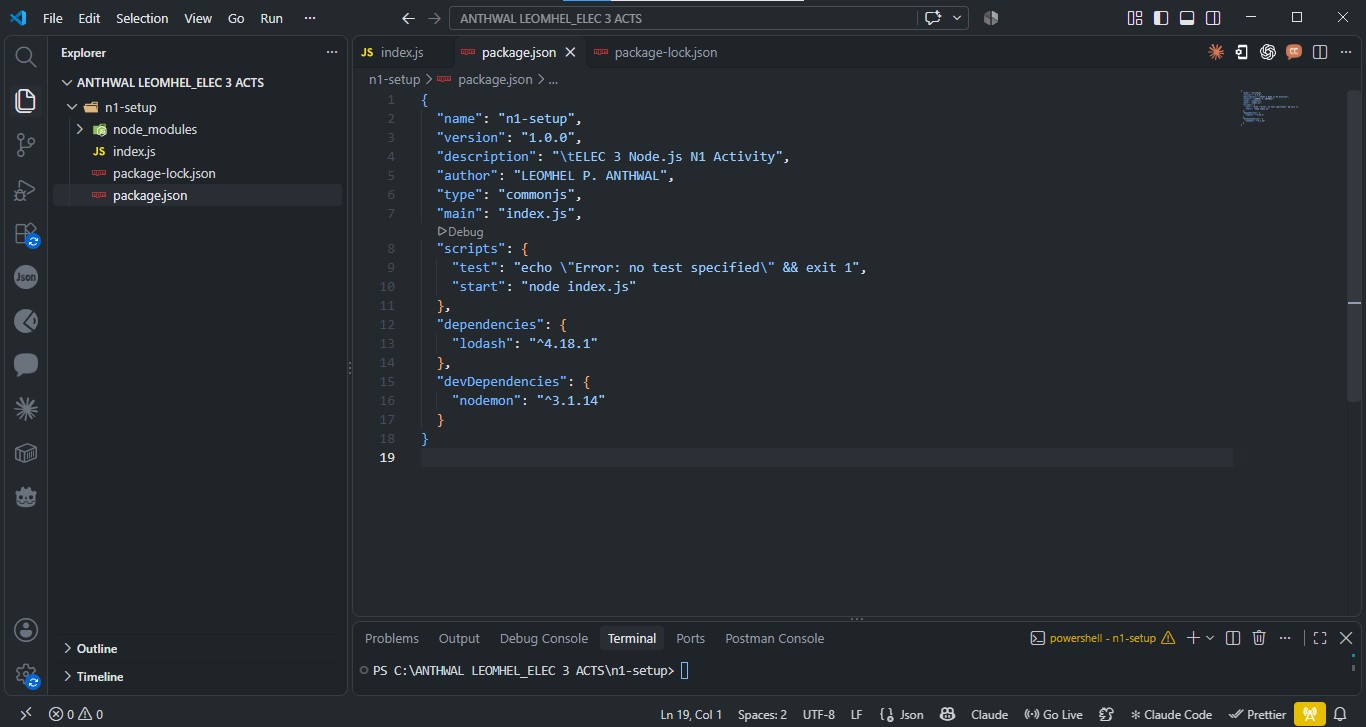 File Edit Selection View Go Run ··· ANTHWAL LEOMHEL_ELEC 3 ACTS
Explorer ···
ANTHWAL LEOMHEL_ELEC 3 ACTS
n1-setup
node_modules
JS index.js
package-lock.json
package.json
Outline
Timeline
Json
JS index.js package.json package-lock.json
n1-setup > package.json > ...
1 {
2 "name": "n1-setup",
3 "version": "1.0.0",
4 "description": "\tELEC 3 Node.js N1 Activity",
5 "author": "LEOMHEL P. ANTHWAL",
6 "type": "commonjs",
7 "main": "index.js",
Debug
8 "scripts": {
9 "test": "echo \"Error: no test specified\" && exit 1",
10 "start": "node index.js"
11 },
12 "dependencies": {
13 "lodash": "^4.18.1"
14 },
15 "devDependencies": {
16 "nodemon": "^3.1.14"
17 }
18 }
19
Problems Output Debug Console Terminal Ports Postman Console powershell - n1-setup
PS C:\ANTHWAL LEOMHEL_ELEC 3 ACTS\n1-setup>
0 0 Ln 19, Col 1 Spaces: 2 UTF-8 LF {} Json Claude Go Live Claude Code Prettier